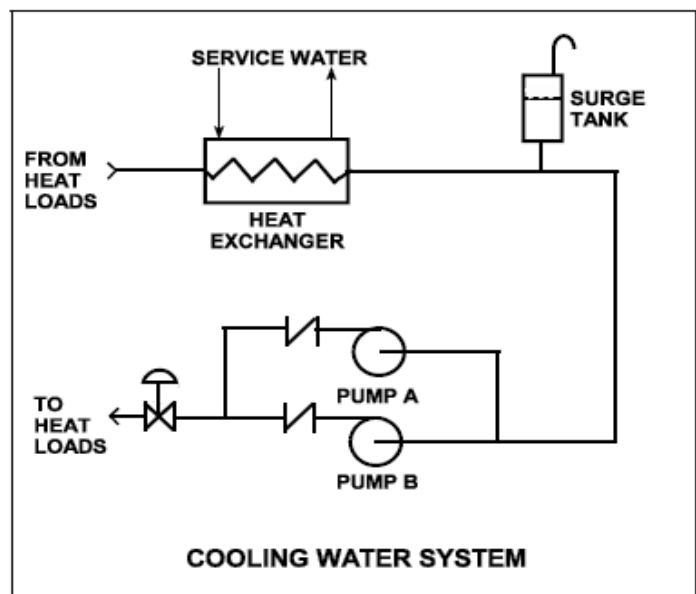 SERVICE WATER
SURGE
TANK
FROM
HEAT
LOADS
HEAT
EXCHANGER
PUMP A
TO
HEAT
LOADS
PUMP B
COOLING WATER SYSTEM